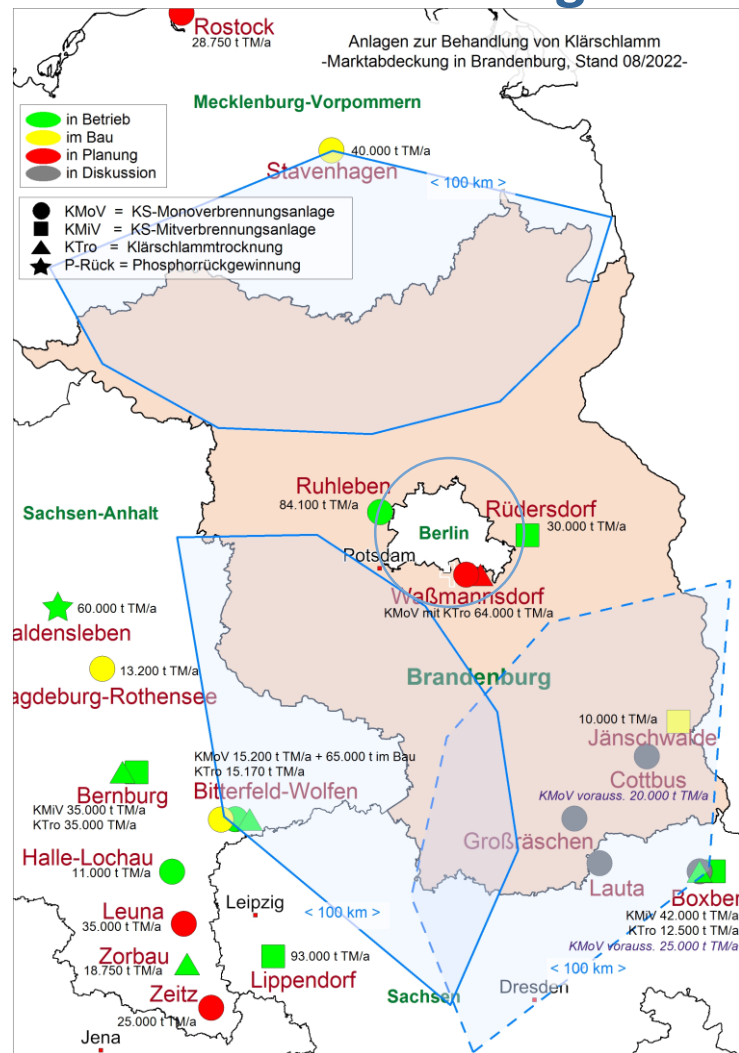 Rostock
28.750 t TM/a
Anlagen zur Behandlung von Klärschlamm
-Marktabdeckung in Brandenburg, Stand 08/2022-
Mecklenburg-Vorpommern
in Betrieb
im Bau
in Planung
in Diskussion
40.000 t TM/a
Stavenhagen
< 100 km >
KMoV = KS-Monoverbrennungsanlage
KMiV = KS-Mitverbrennungsanlage
KTro = Klärschlammtrocknung
P-Rück = Phosphorrückgewinnung
Ruhleben
84.100 t TM/a
Rüdersdorf
30.000 t TM/a
Sachsen-Anhalt
Berlin
Potsdam
Waßmannsdorf
KMoV mit KTro 64.000 t TM/a
60.000 t TM/a
aldensleben
13.200 t TM/a
agdeburg-Rothensee
Brandenburg
10.000 t TM/a
Jänschwalde
Cottbus
KMoV vorauss. 20.000 t TM/a
KMoV 15.200 t TM/a + 65.000 t im Bau
KTro 15.170 t TM/a
Bitterfeld-Wolfen
Bernburg
KMiV 35.000 t TM/a
KTro 35.000 TM/a
Großräschen
Halle-Lochau
11.000 t TM/a
Lauta
Boxber
KMiV 42.000 t TM/a
KTro 12.500 t TM/a
KMoV vorauss. 25.000 t TM/a
Leuna
35.000 t TM/a
Leipzig
< 100 km >
Zorbau
18.750 t TM/a
93.000 t TM/a
Lippendorf
< 100 km >
Dresden
Sachsen
Zeitz
25.000 t TM/a
Jena